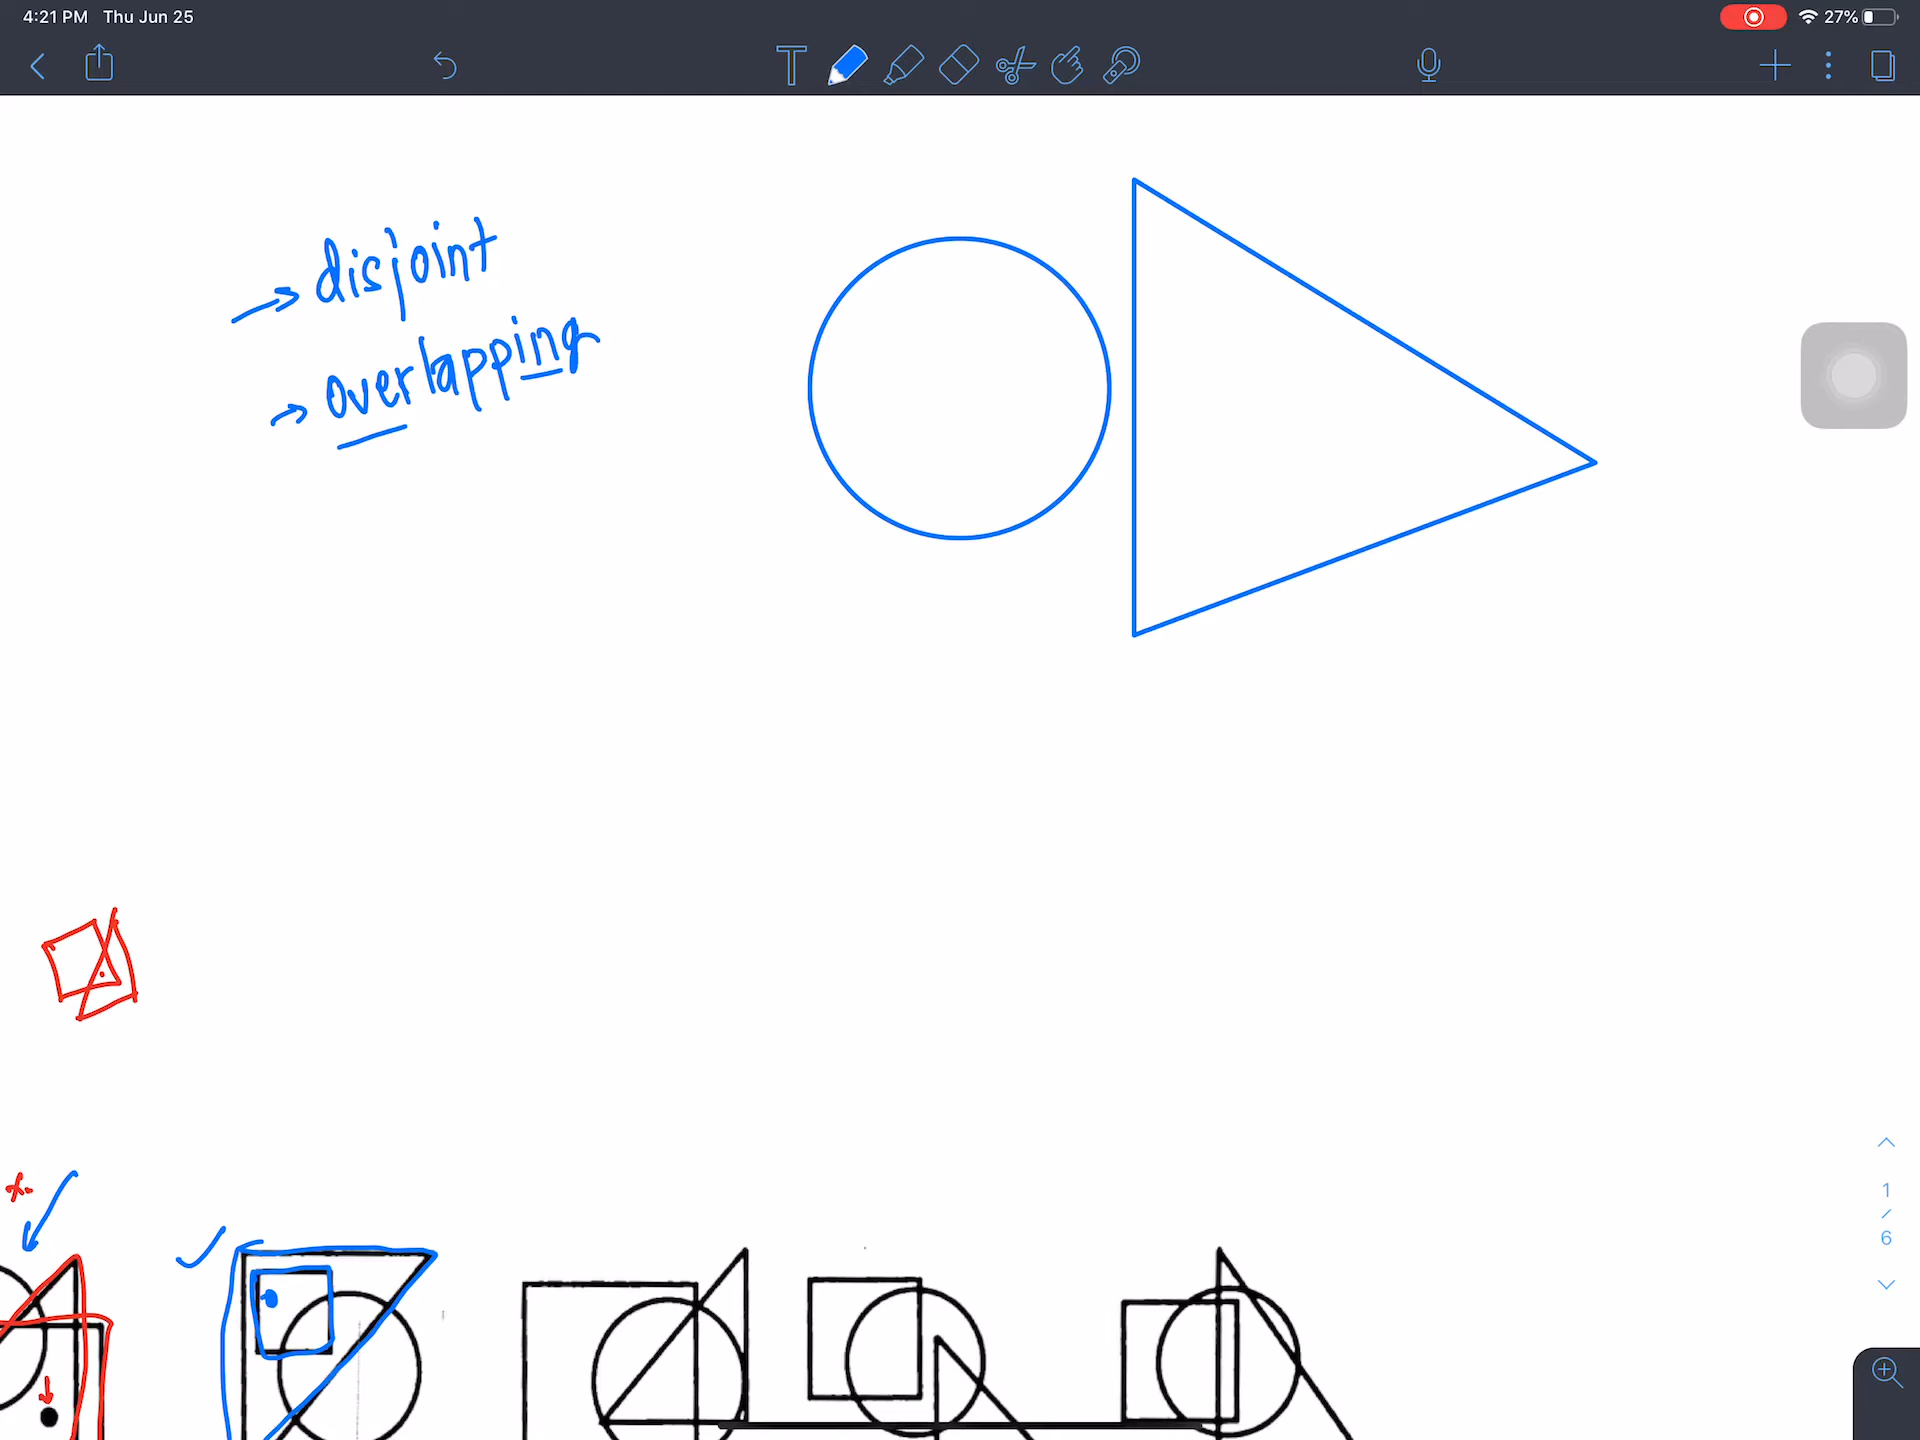 4:21 PM Thu Jun 25
27%
T
→ disjoint
→ overlapping
x.
1
/
6